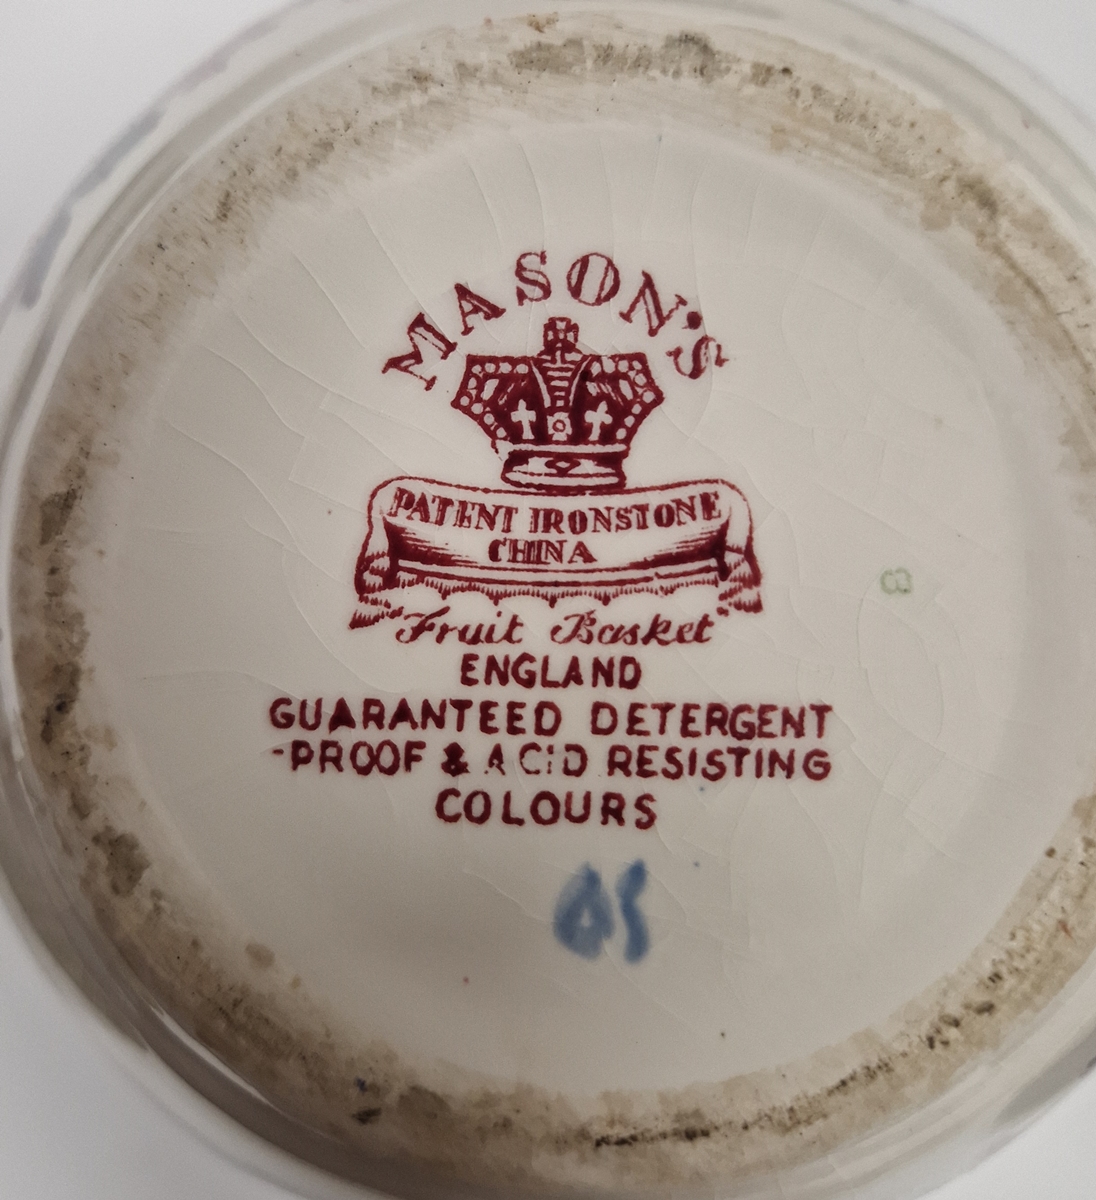 MASON'S
PATENT IRONSTONE
CHINA
"Fruit Basket"
ENGLAND
GUARANTEED DETERGENT
-PROOF & ACID RESISTING
COLOURS